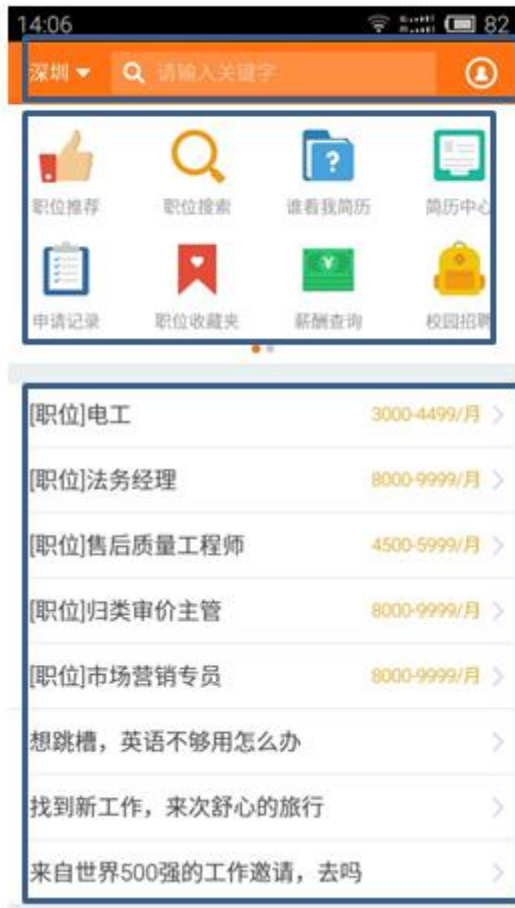 14:06 82
深圳 请输入关键字
职位推荐 职位搜索 谁看我简历 简历中心
申请记录 职位收藏夹 薪酬查询 校园招聘
[职位]电工 3000-4499/月
[职位]法务经理 8000-9999/月
[职位]售后质量工程师 4500-5999/月
[职位]归类审价主管 8000-9999/月
[职位]市场营销专员 8000-9999/月
想跳槽，英语不够用怎么办
找到新工作，来次舒心的旅行
来自世界500强的工作邀请，去吗